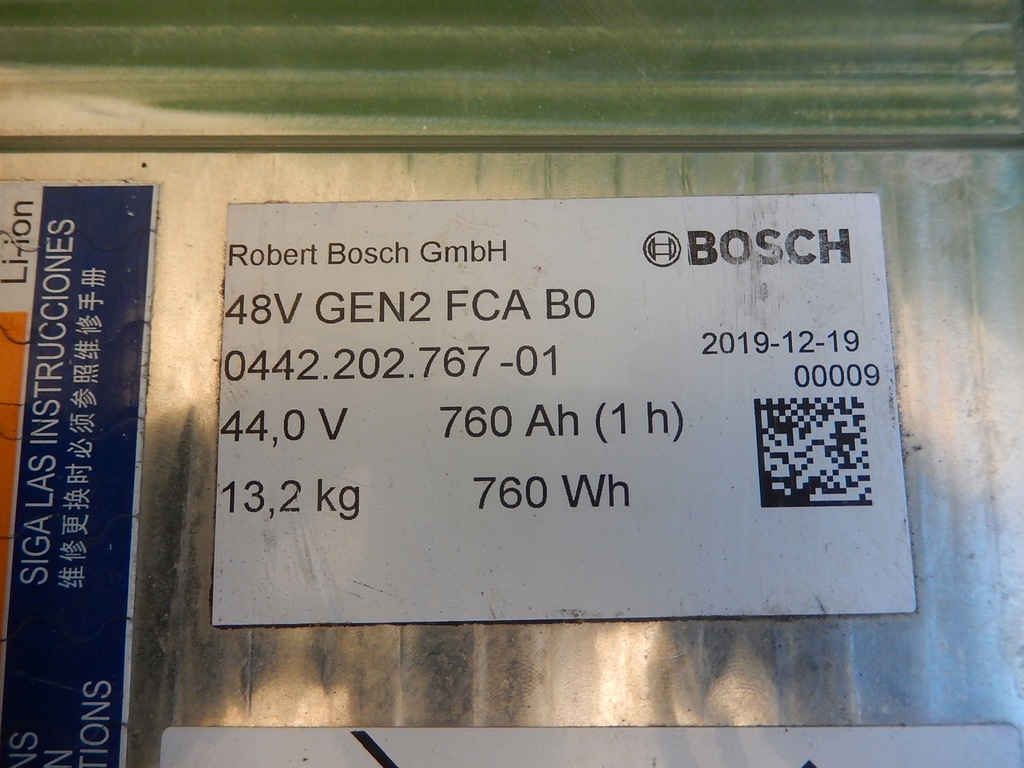 Robert Bosch GmbH
BOSCH
48V GEN2 FCA B0
0442.202.767 -01
2019-12-19
00009
44,0 V 760 Ah (1 h)
13,2 kg 760 Wh
Li-ion
SIGA LAS INSTRUCCIONES
维修更换时必须参照维修手册